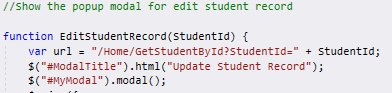 //Show the popup modal for edit student record
function EditStudentRecord(StudentId) {
var url = "/Home/GetStudentById?StudentId=" + StudentId;
$("#ModalTitle").html("Update Student Record");
$("#MyModal").modal();